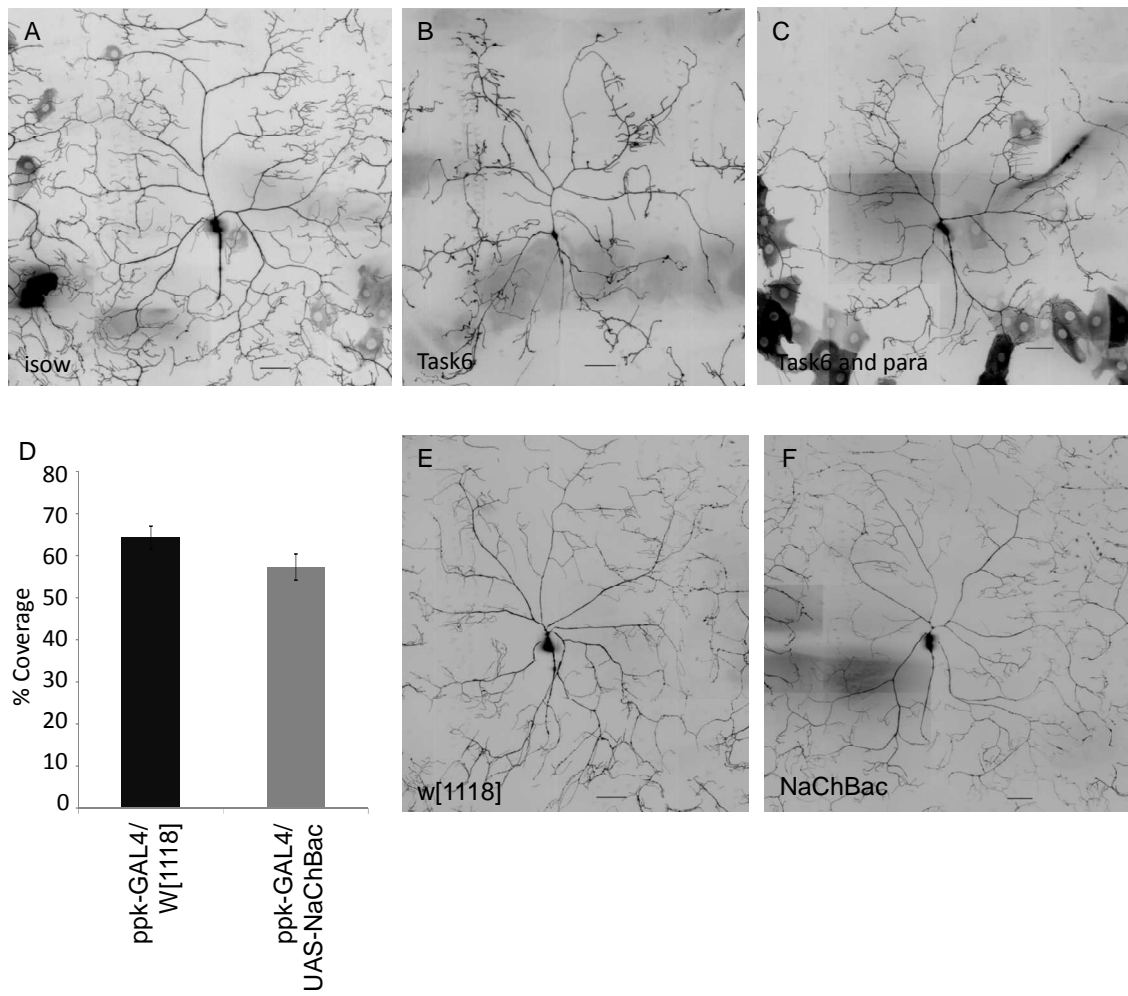 A
isow
B
Task6
C
Task6 and para
D
% Coverage
80
70
60
50
40
30
20
10
0
ppk-GAL4/
W[1118]
ppk-GAL4/
UAS-NaChBac
E
w[1118]
F
NaChBac